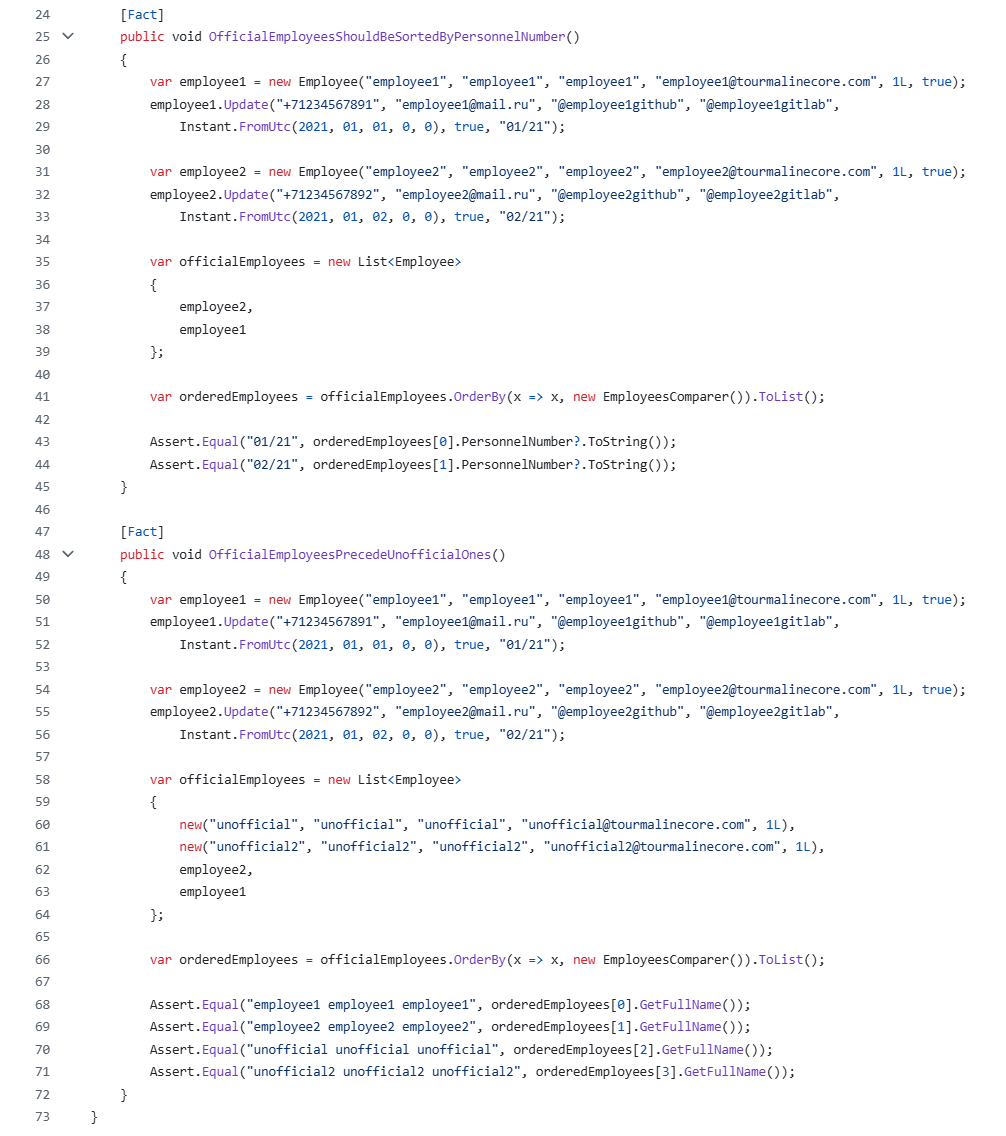 24 [Fact]
25 public void OfficialEmployeesShouldBeSortedByPersonnelNumber()
26 {
27 var employee1 = new Employee("employee1", "employee1", "employee1", "employee1@tourmalinecore.com", 1L, true);
28 employee1.Update("+71234567891", "employee1@mail.ru", "@employee1github", "@employee1gitlab",
29 Instant.FromUtc(2021, 01, 01, 0, 0), true, "01/21");
30
31 var employee2 = new Employee("employee2", "employee2", "employee2", "employee2@tourmalinecore.com", 1L, true);
32 employee2.Update("+71234567892", "employee2@mail.ru", "@employee2github", "@employee2gitlab",
33 Instant.FromUtc(2021, 01, 02, 0, 0), true, "02/21");
34
35 var officialEmployees = new List<Employee>
36 {
37 employee2,
38 employee1
39 };
40
41 var orderedEmployees = officialEmployees.OrderBy(x => x, new EmployeesComparer()).ToList();
42
43 Assert.Equal("01/21", orderedEmployees[0].PersonnelNumber?.ToString());
44 Assert.Equal("02/21", orderedEmployees[1].PersonnelNumber?.ToString());
45 }
46
47 [Fact]
48 public void OfficialEmployeesPrecedeUnofficialOnes()
49 {
50 var employee1 = new Employee("employee1", "employee1", "employee1", "employee1@tourmalinecore.com", 1L, true);
51 employee1.Update("+71234567891", "employee1@mail.ru", "@employee1github", "@employee1gitlab",
52 Instant.FromUtc(2021, 01, 01, 0, 0), true, "01/21");
53
54 var employee2 = new Employee("employee2", "employee2", "employee2", "employee2@tourmalinecore.com", 1L, true);
55 employee2.Update("+71234567892", "employee2@mail.ru", "@employee2github", "@employee2gitlab",
56 Instant.FromUtc(2021, 01, 02, 0, 0), true, "02/21");
57
58 var officialEmployees = new List<Employee>
59 {
60 new("unofficial", "unofficial", "unofficial", "unofficial@tourmalinecore.com", 1L),
61 new("unofficial2", "unofficial2", "unofficial2", "unofficial2@tourmalinecore.com", 1L),
62 employee2,
63 employee1
64 };
65
66 var orderedEmployees = officialEmployees.OrderBy(x => x, new EmployeesComparer()).ToList();
67
68 Assert.Equal("employee1 employee1 employee1", orderedEmployees[0].GetFullName());
69 Assert.Equal("employee2 employee2 employee2", orderedEmployees[1].GetFullName());
70 Assert.Equal("unofficial unofficial unofficial", orderedEmployees[2].GetFullName());
71 Assert.Equal("unofficial2 unofficial2 unofficial2", orderedEmployees[3].GetFullName());
72 }
73 }